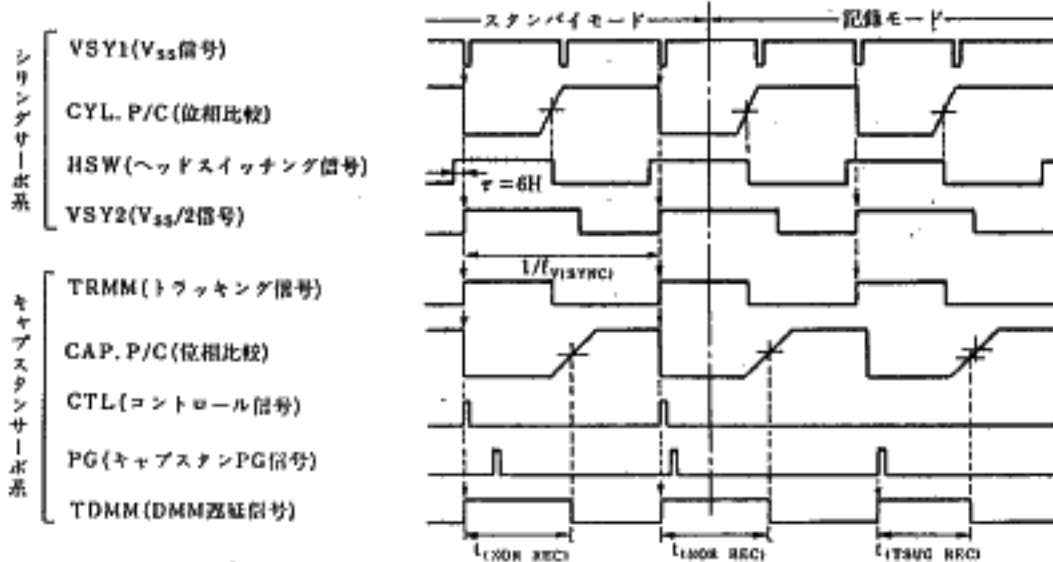 スタンバイモード
記録モード
シリンダサーボ系
VSY1(VSS信号)
CYL. P/C(位相比較)
HSW(ヘッドスイッチング信号)
τ=6H
VSY2(VSS/2信号)
1/fV(SYNC)
キャプスタンサーボ系
TRMM(トラッキング信号)
CAP. P/C(位相比較)
CTL(コントロール信号)
PG(キャプスタンPG信号)
TDMM(DMM遅延信号)
t(NOR REC)
t(NOR REC)